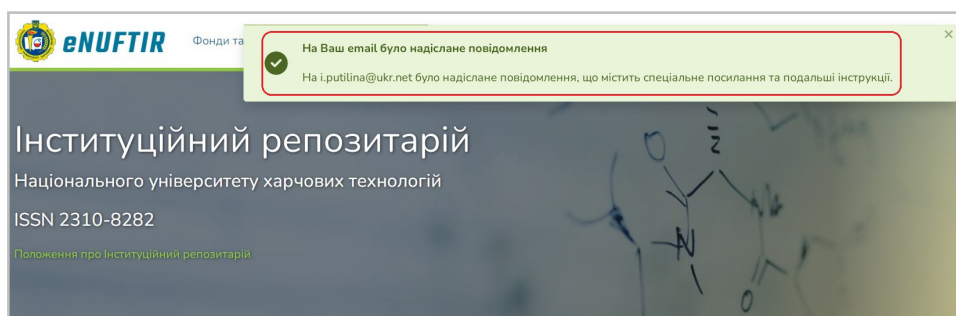 eNUFTIR
Фонди та
На Ваш email було надіслане повідомлення
На i.putilina@ukr.net було надіслане повідомлення, що містить спеціальне посилання та подальші інструкції.
Інституційний репозитарій
Національного університету харчових технологій
ISSN 2310-8282
Положення про Інституційний репозитарій